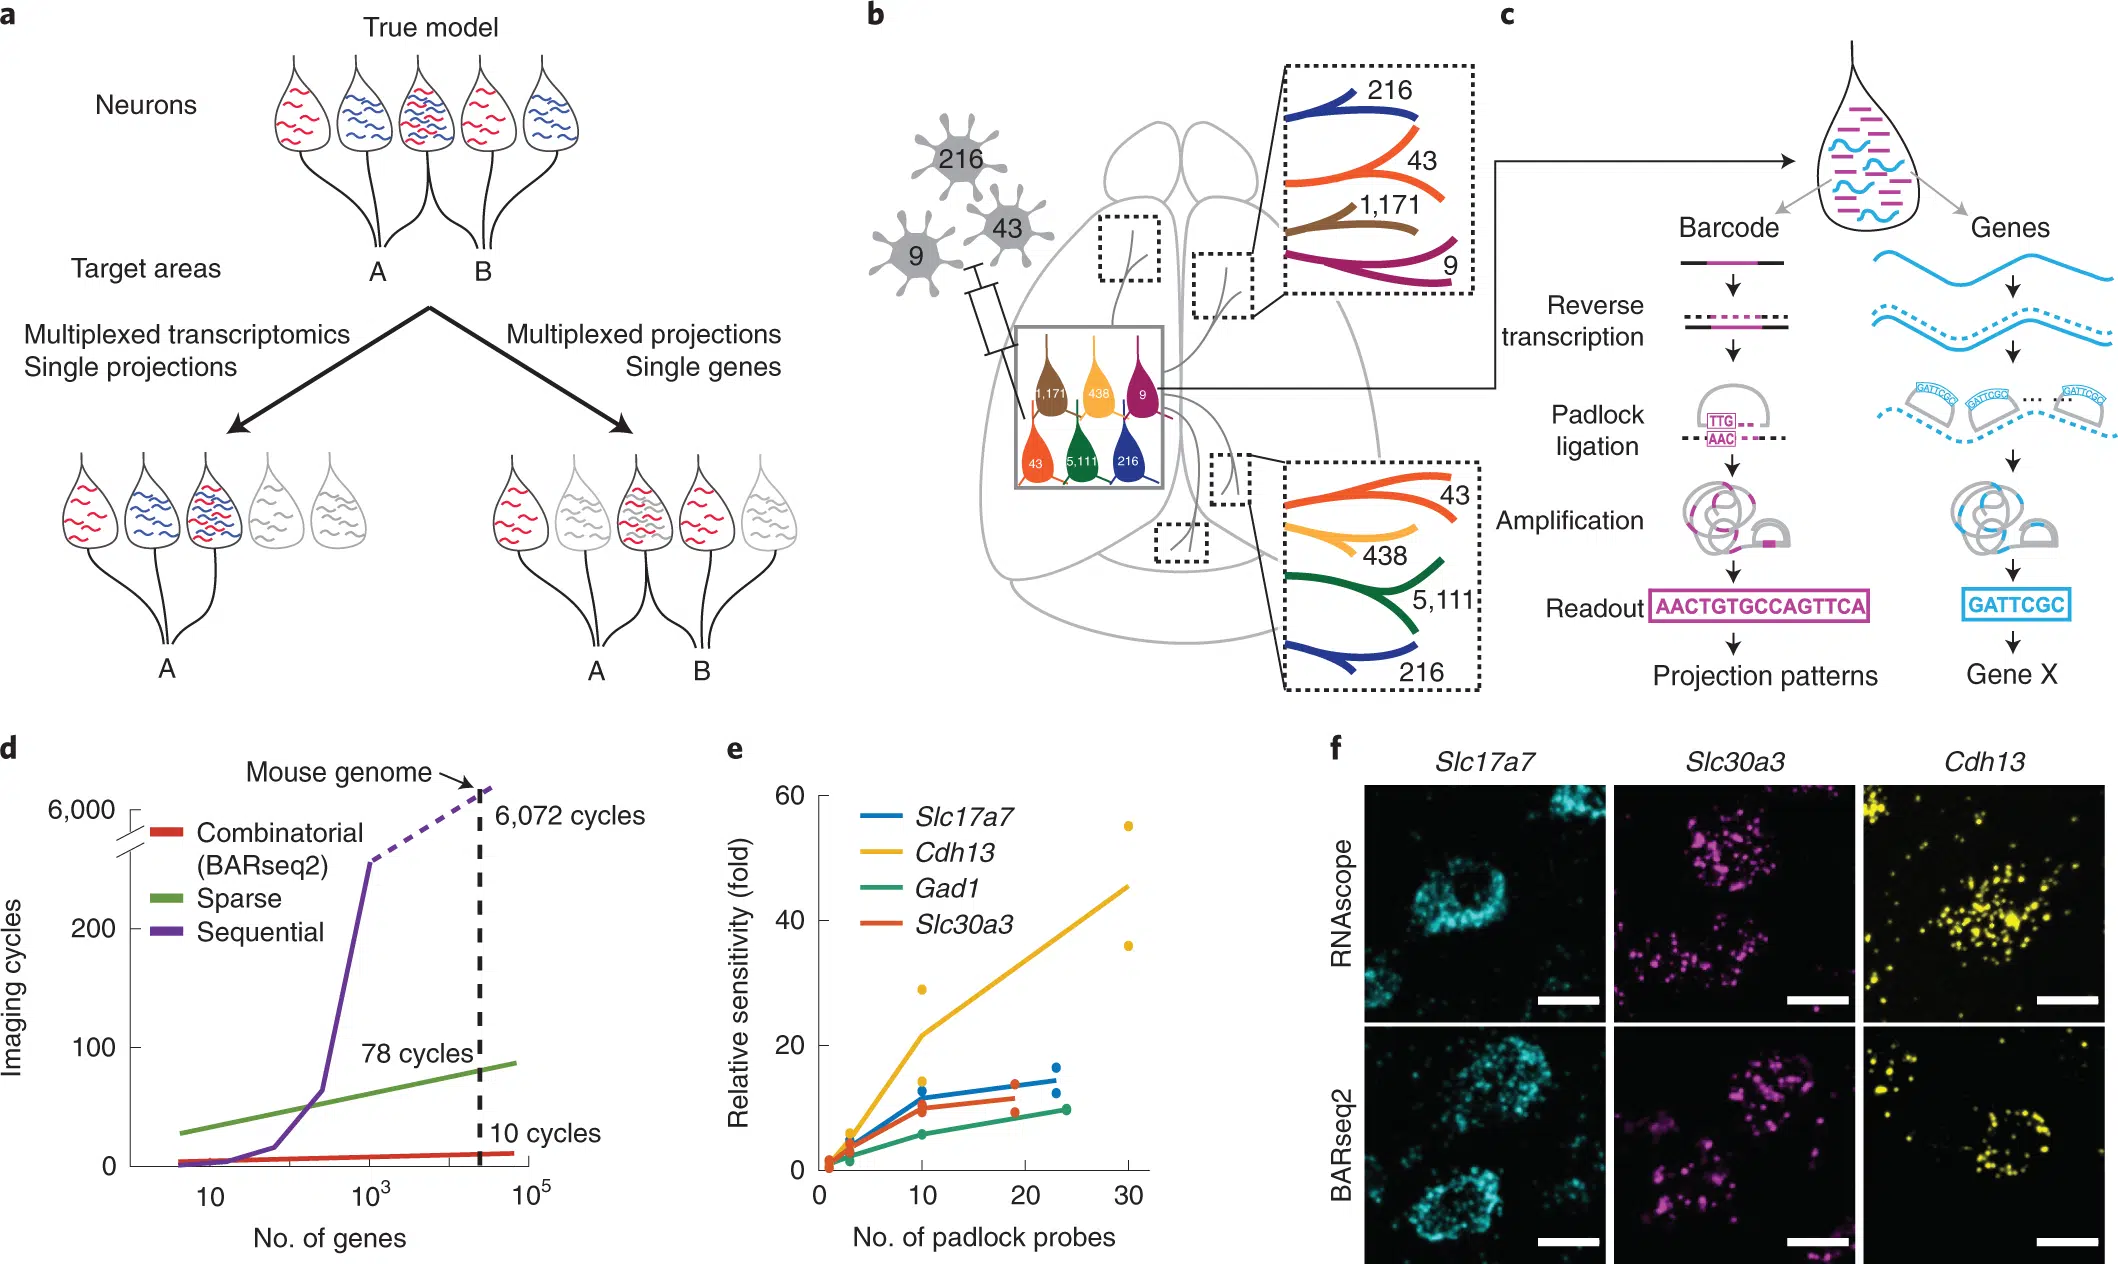 a
True model
Neurons
Target areas
A
B
Multiplexed transcriptomics
Single projections
Multiplexed projections
Single genes
A
A
B
b
216
43
9
1,171
438
9
43
5,111
216
216
43
1,171
9
43
438
5,111
216
c
Barcode
Genes
Reverse
transcription
Padlock
ligation
TTG
AAC
GATTCGC
GATTCGC
GATTCGC
Amplification
Readout
AACTGTGCCAGTTCA
GATTCGC
Projection patterns
Gene X
d
Mouse genome
6,072 cycles
Combinatorial
(BARseq2)
Sparse
Sequential
78 cycles
10 cycles
Imaging cycles
6,000
200
100
0
10
10³
10⁵
No. of genes
e
Relative sensitivity (fold)
60
40
20
0
Slc17a7
Cdh13
Gad1
Slc30a3
0
10
20
30
No. of padlock probes
f
Slc17a7
Slc30a3
Cdh13
RNAscope
BARseq2